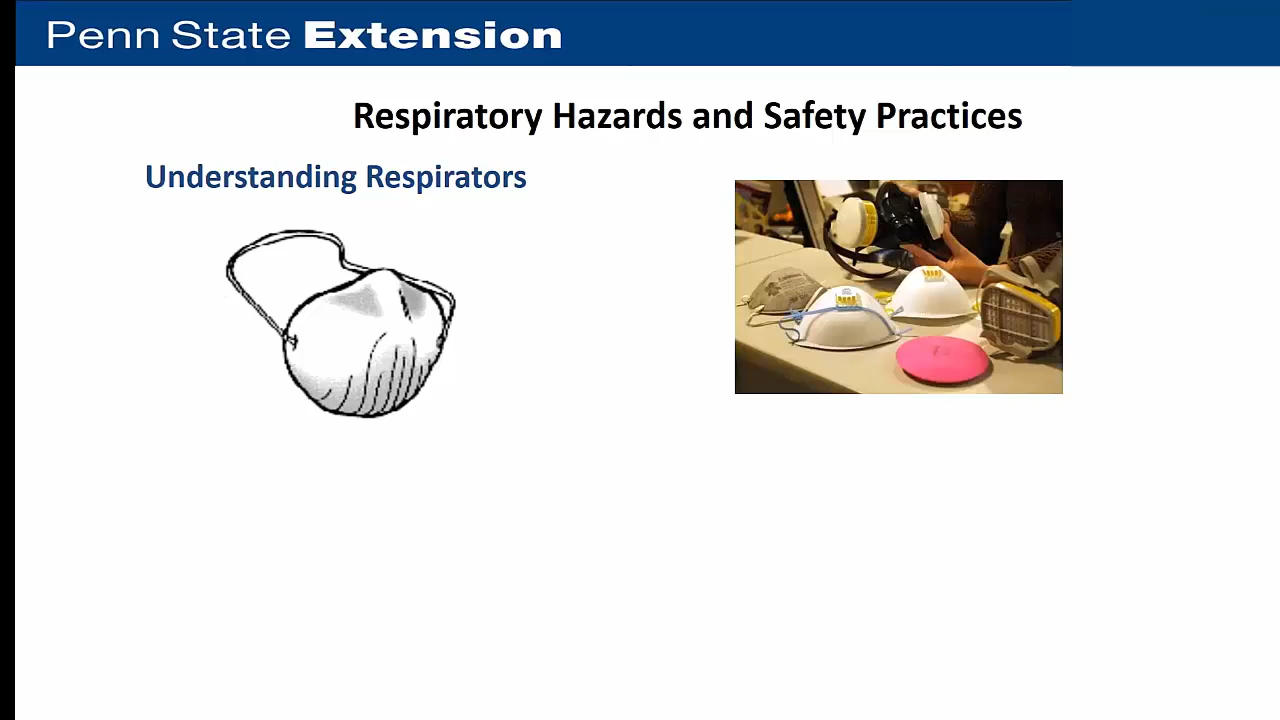 Penn State Extension
Respiratory Hazards and Safety Practices
Understanding Respirators